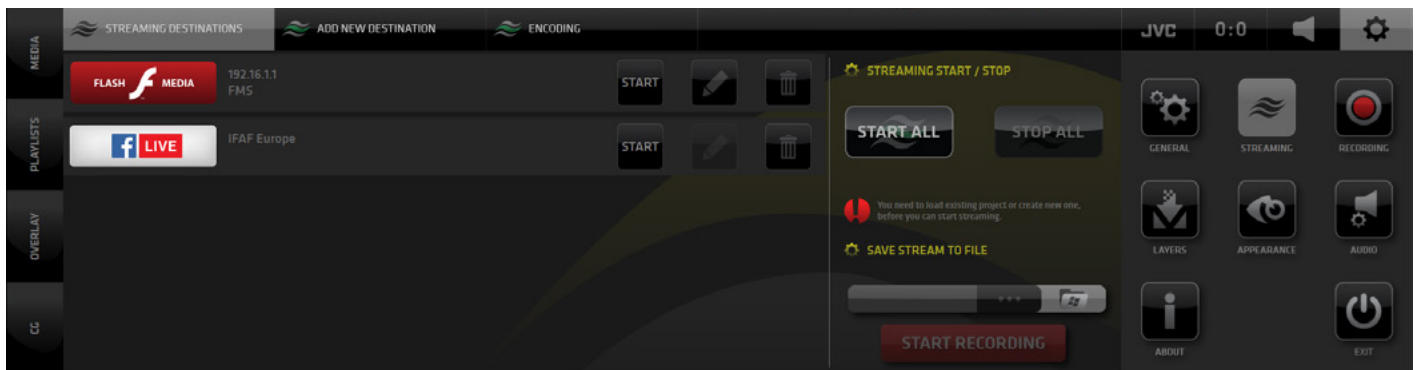 MEDIA
PLAYLISTS
OVERLAY
CG
STREAMING DESTINATIONS
ADD NEW DESTINATION
ENCODING
FLASH MEDIA
192.16.1.1
FMS
START
f LIVE
IFAF Europe
START
STREAMING START / STOP
START ALL
STOP ALL
You need to load existing project or create new one,
before you can start streaming.
SAVE STREAM TO FILE
...
START RECORDING
JVC
0:0
GENERAL
STREAMING
RECORDING
LAYERS
APPEARANCE
AUDIO
ABOUT
EXIT